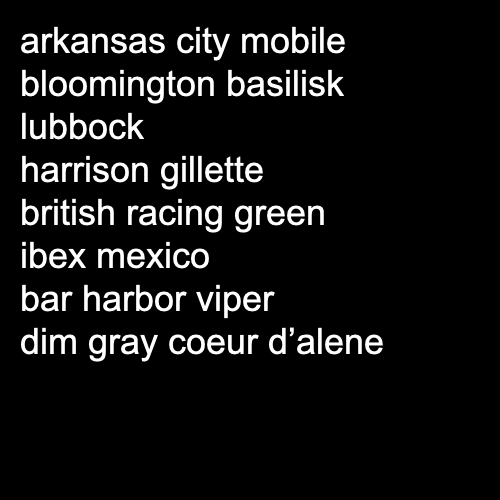 arkansas city mobile
bloomington basilisk
lubbock
harrison gillette
british racing green
ibex mexico
bar harbor viper
dim gray coeur d’alene